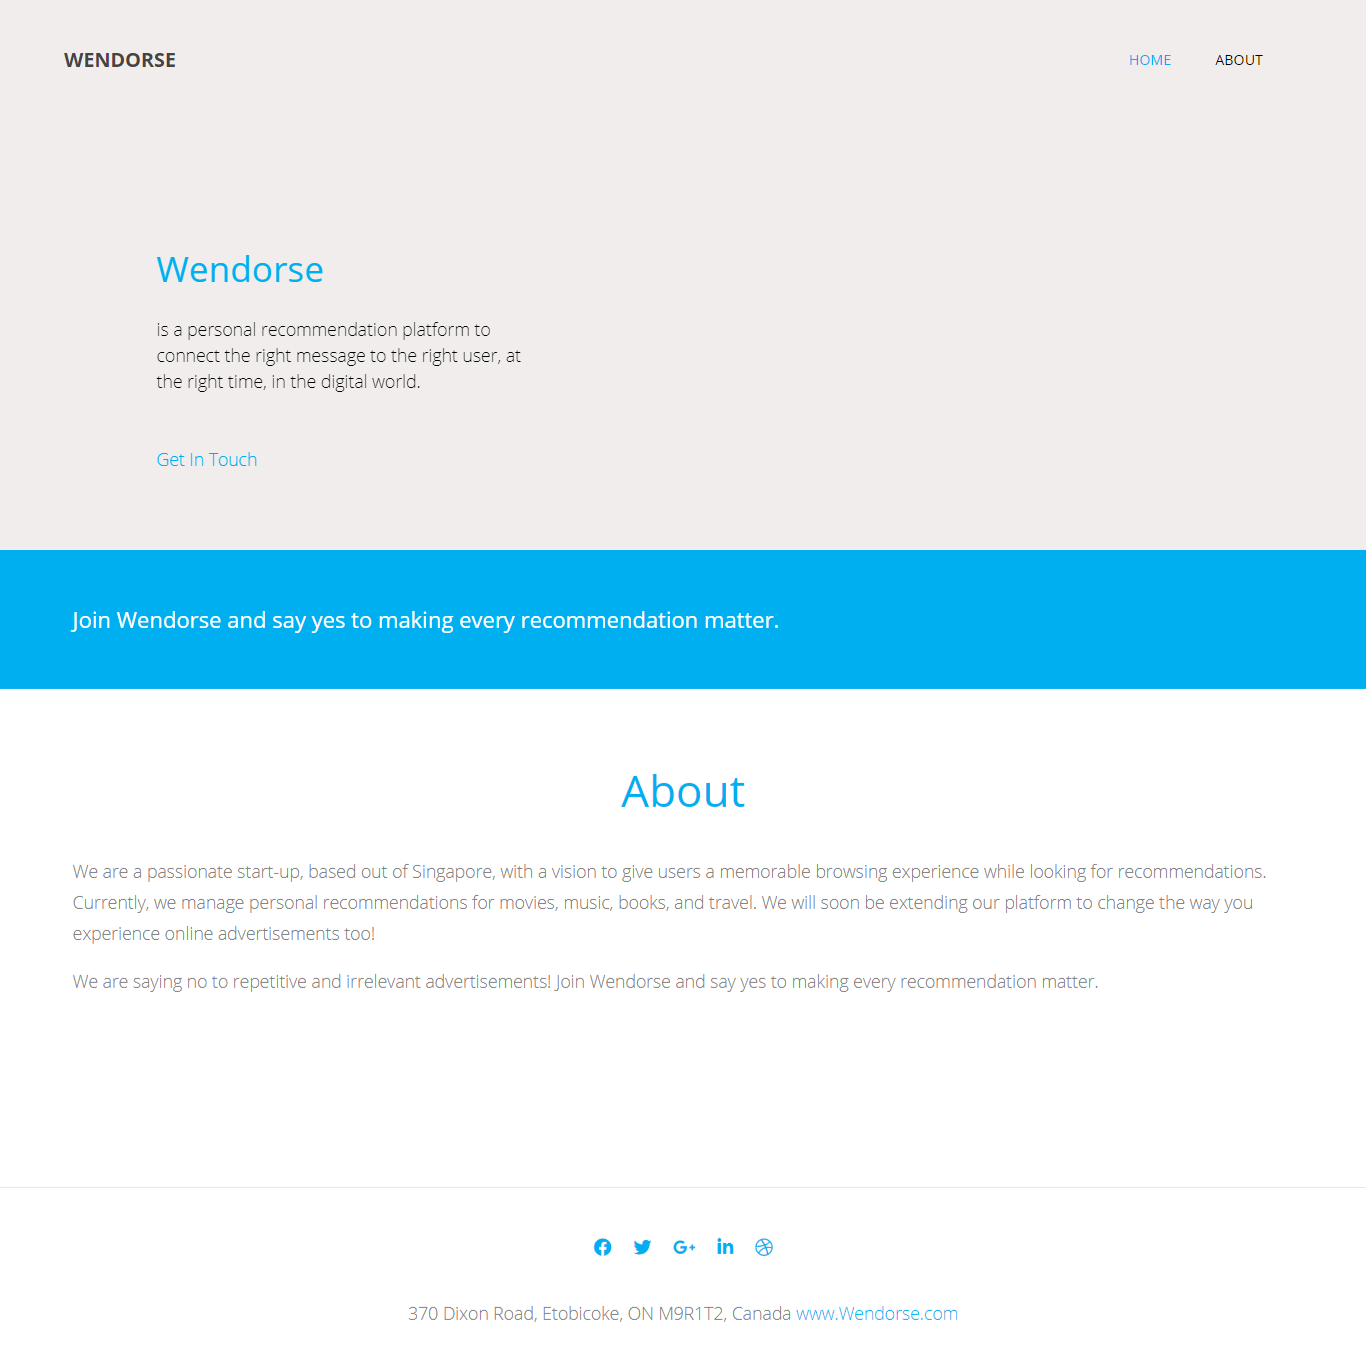 WENDORSE
HOME
ABOUT
Wendorse
is a personal recommendation platform to
connect the right message to the right user, at
the right time, in the digital world.
Get In Touch
Join Wendorse and say yes to making every recommendation matter.
About
We are a passionate start-up, based out of Singapore, with a vision to give users a memorable browsing experience while looking for recommendations.
Currently, we manage personal recommendations for movies, music, books, and travel. We will soon be extending our platform to change the way you
experience online advertisements too!
We are saying no to repetitive and irrelevant advertisements! Join Wendorse and say yes to making every recommendation matter.
370 Dixon Road, Etobicoke, ON M9R1T2, Canada www.Wendorse.com